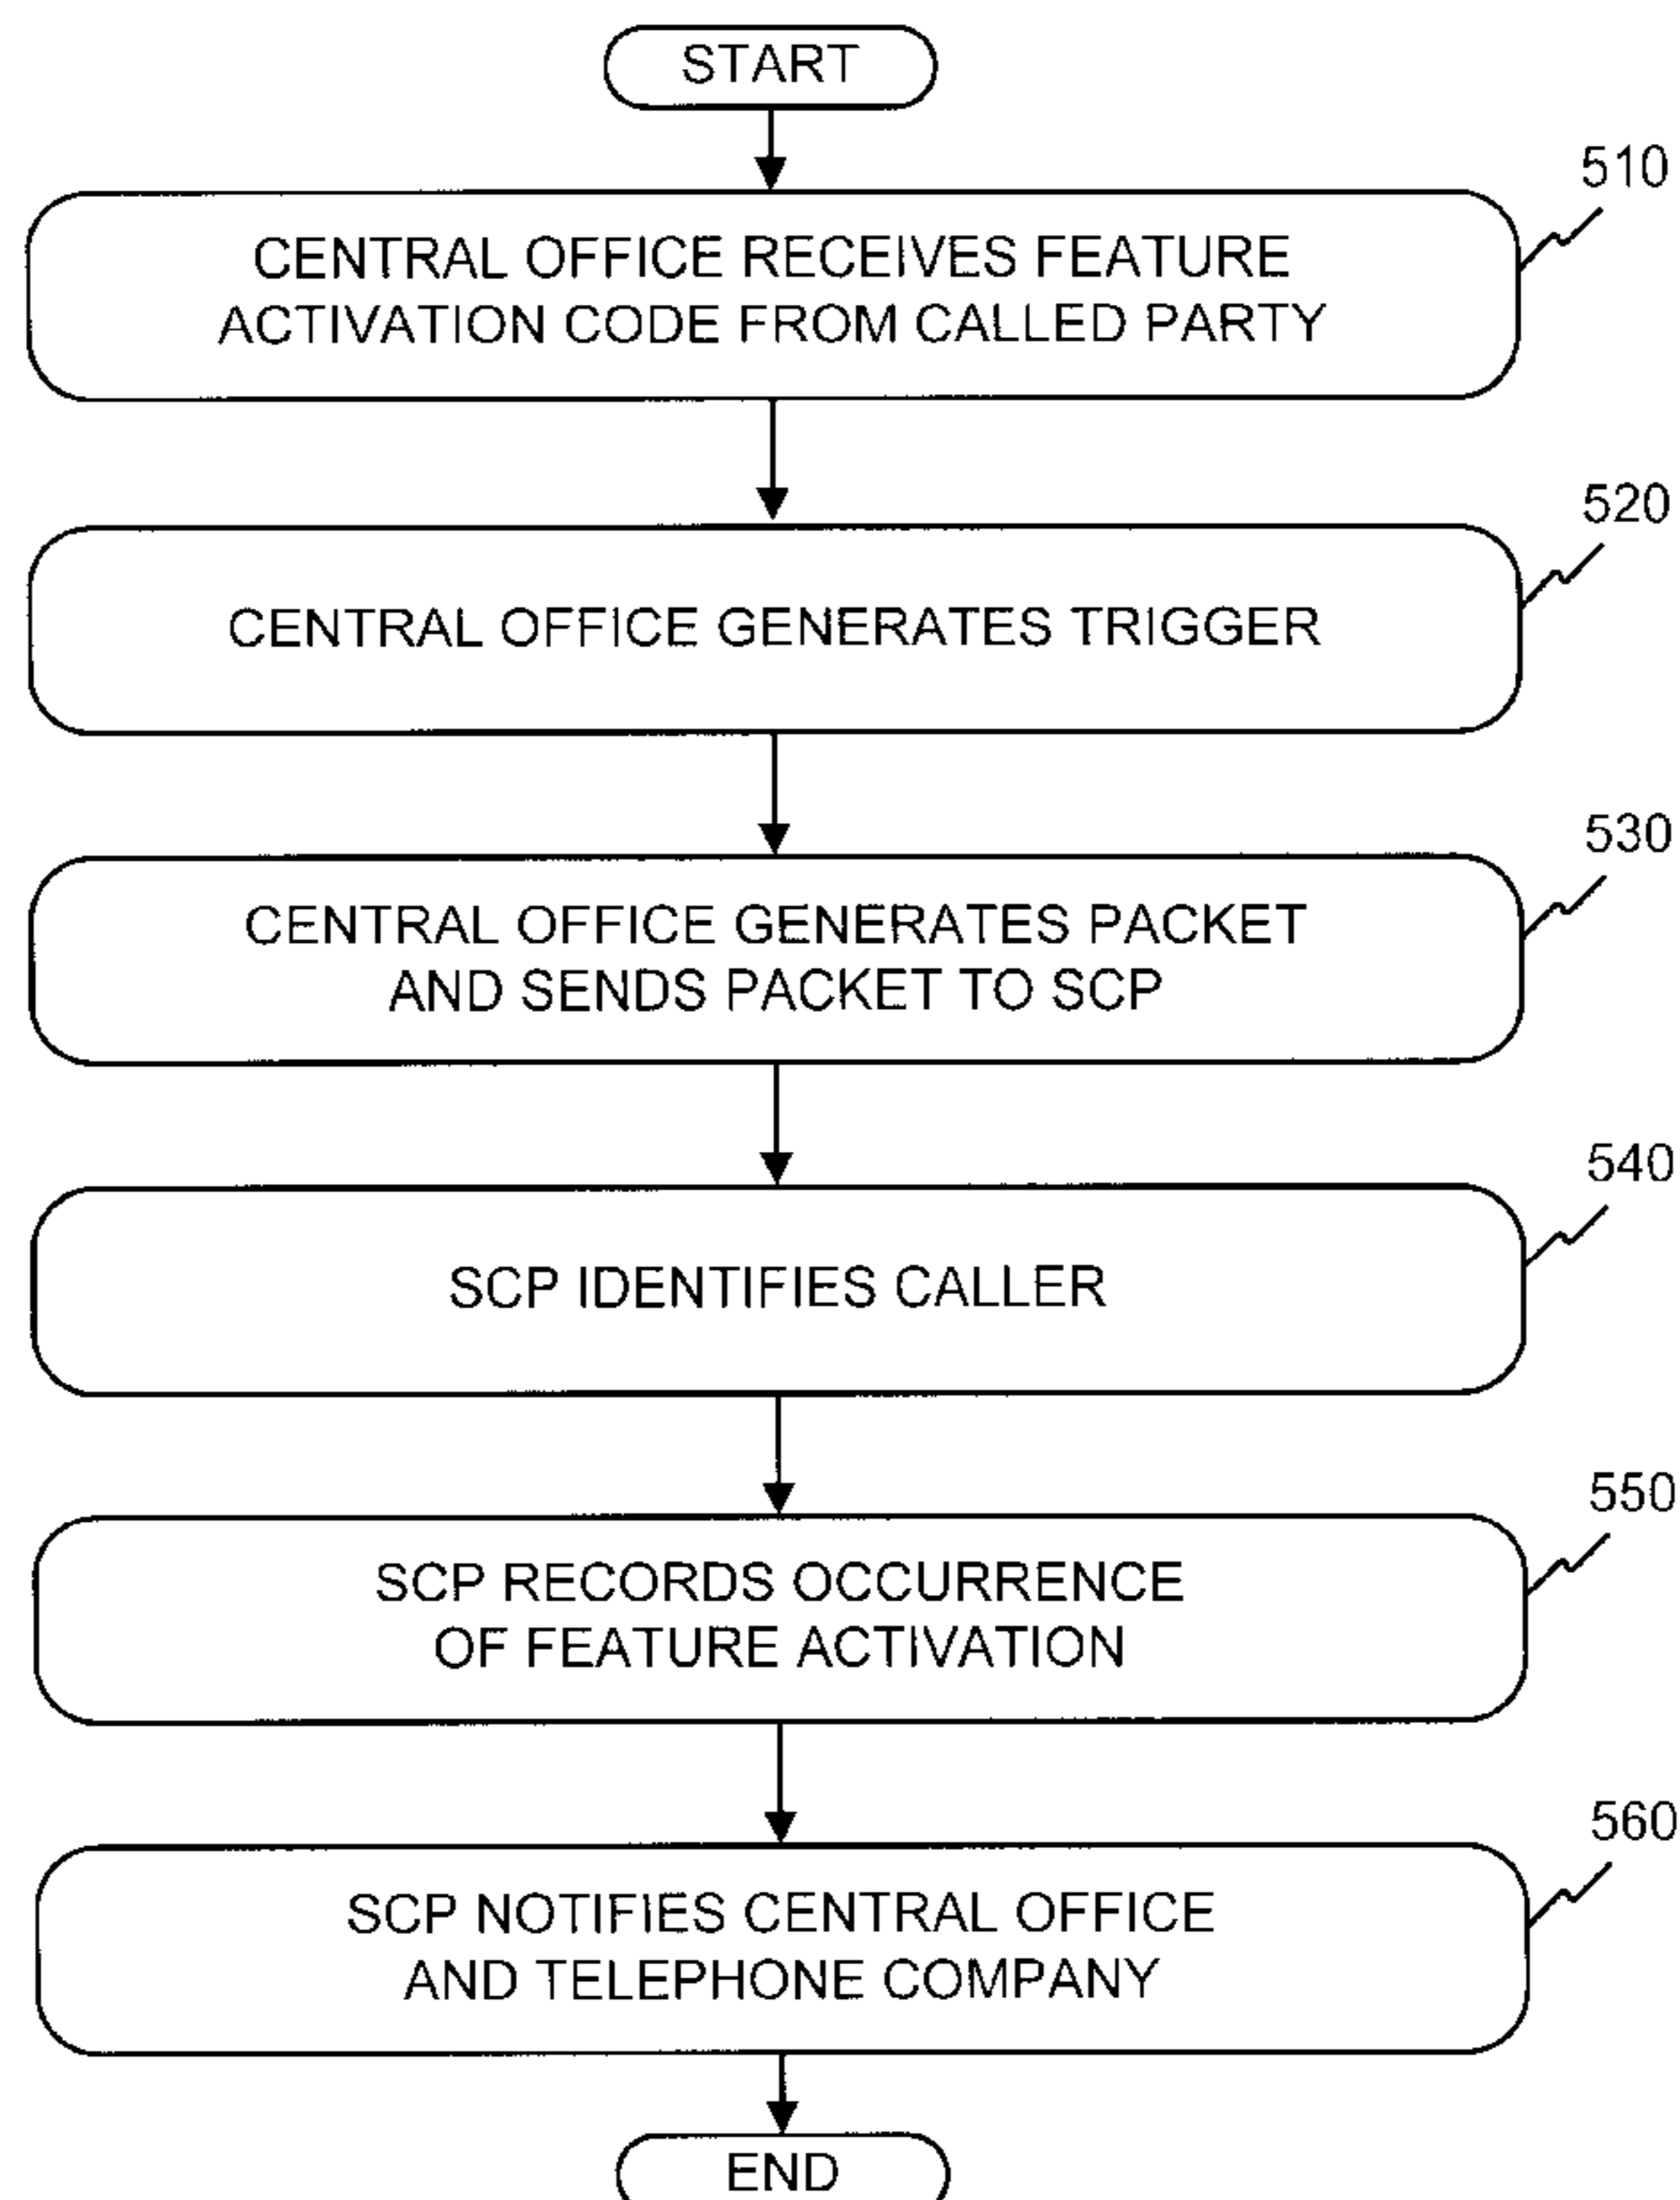 START
510
CENTRAL OFFICE RECEIVES FEATURE
ACTIVATION CODE FROM CALLED PARTY
520
CENTRAL OFFICE GENERATES TRIGGER
530
CENTRAL OFFICE GENERATES PACKET
AND SENDS PACKET TO SCP
540
SCP IDENTIFIES CALLER
550
SCP RECORDS OCCURRENCE
OF FEATURE ACTIVATION
560
SCP NOTIFIES CENTRAL OFFICE
AND TELEPHONE COMPANY
END